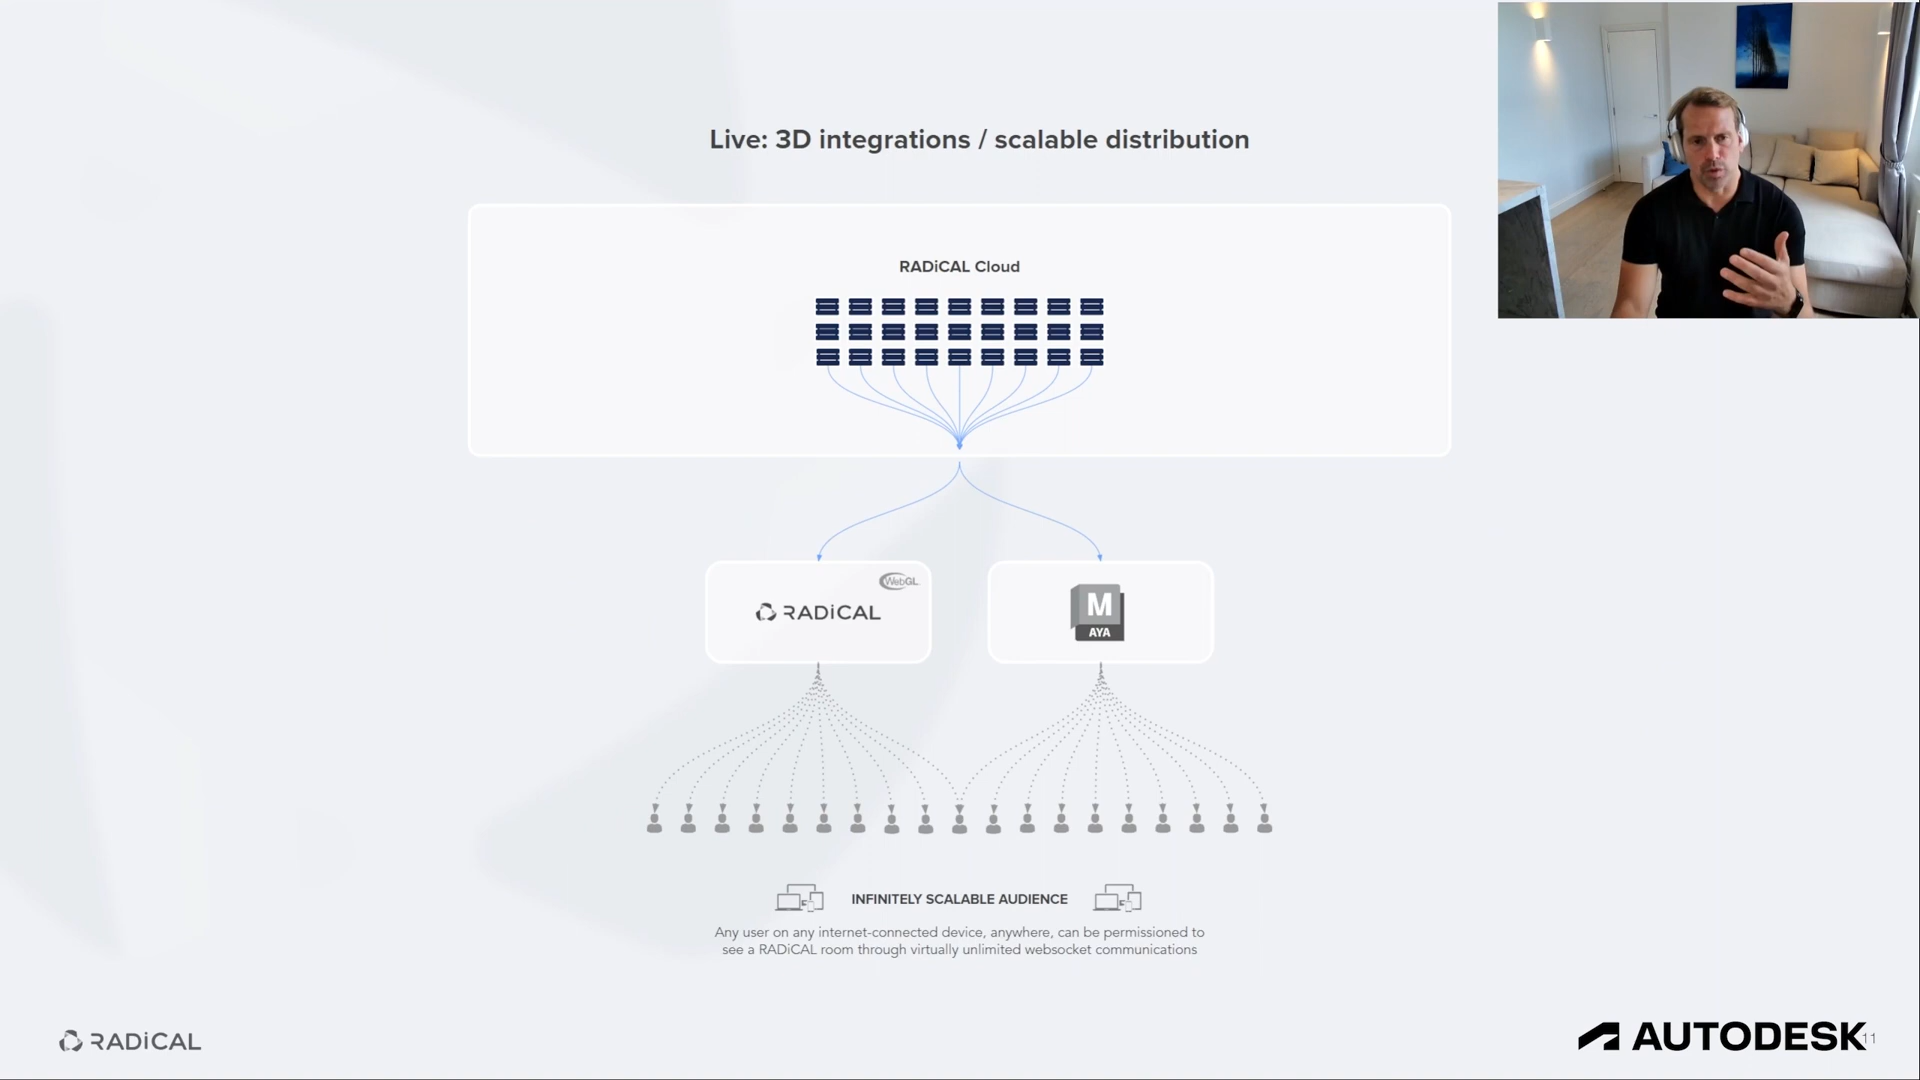 Live: 3D integrations / scalable distribution
RADiCAL Cloud
WebGL
RADiCAL
M
AYA
INFINITELY SCALABLE AUDIENCE
Any user on any internet-connected device, anywhere, can be permissioned to
see a RADiCAL room through virtually unlimited websocket communications
RADiCAL
AUTODESK
11